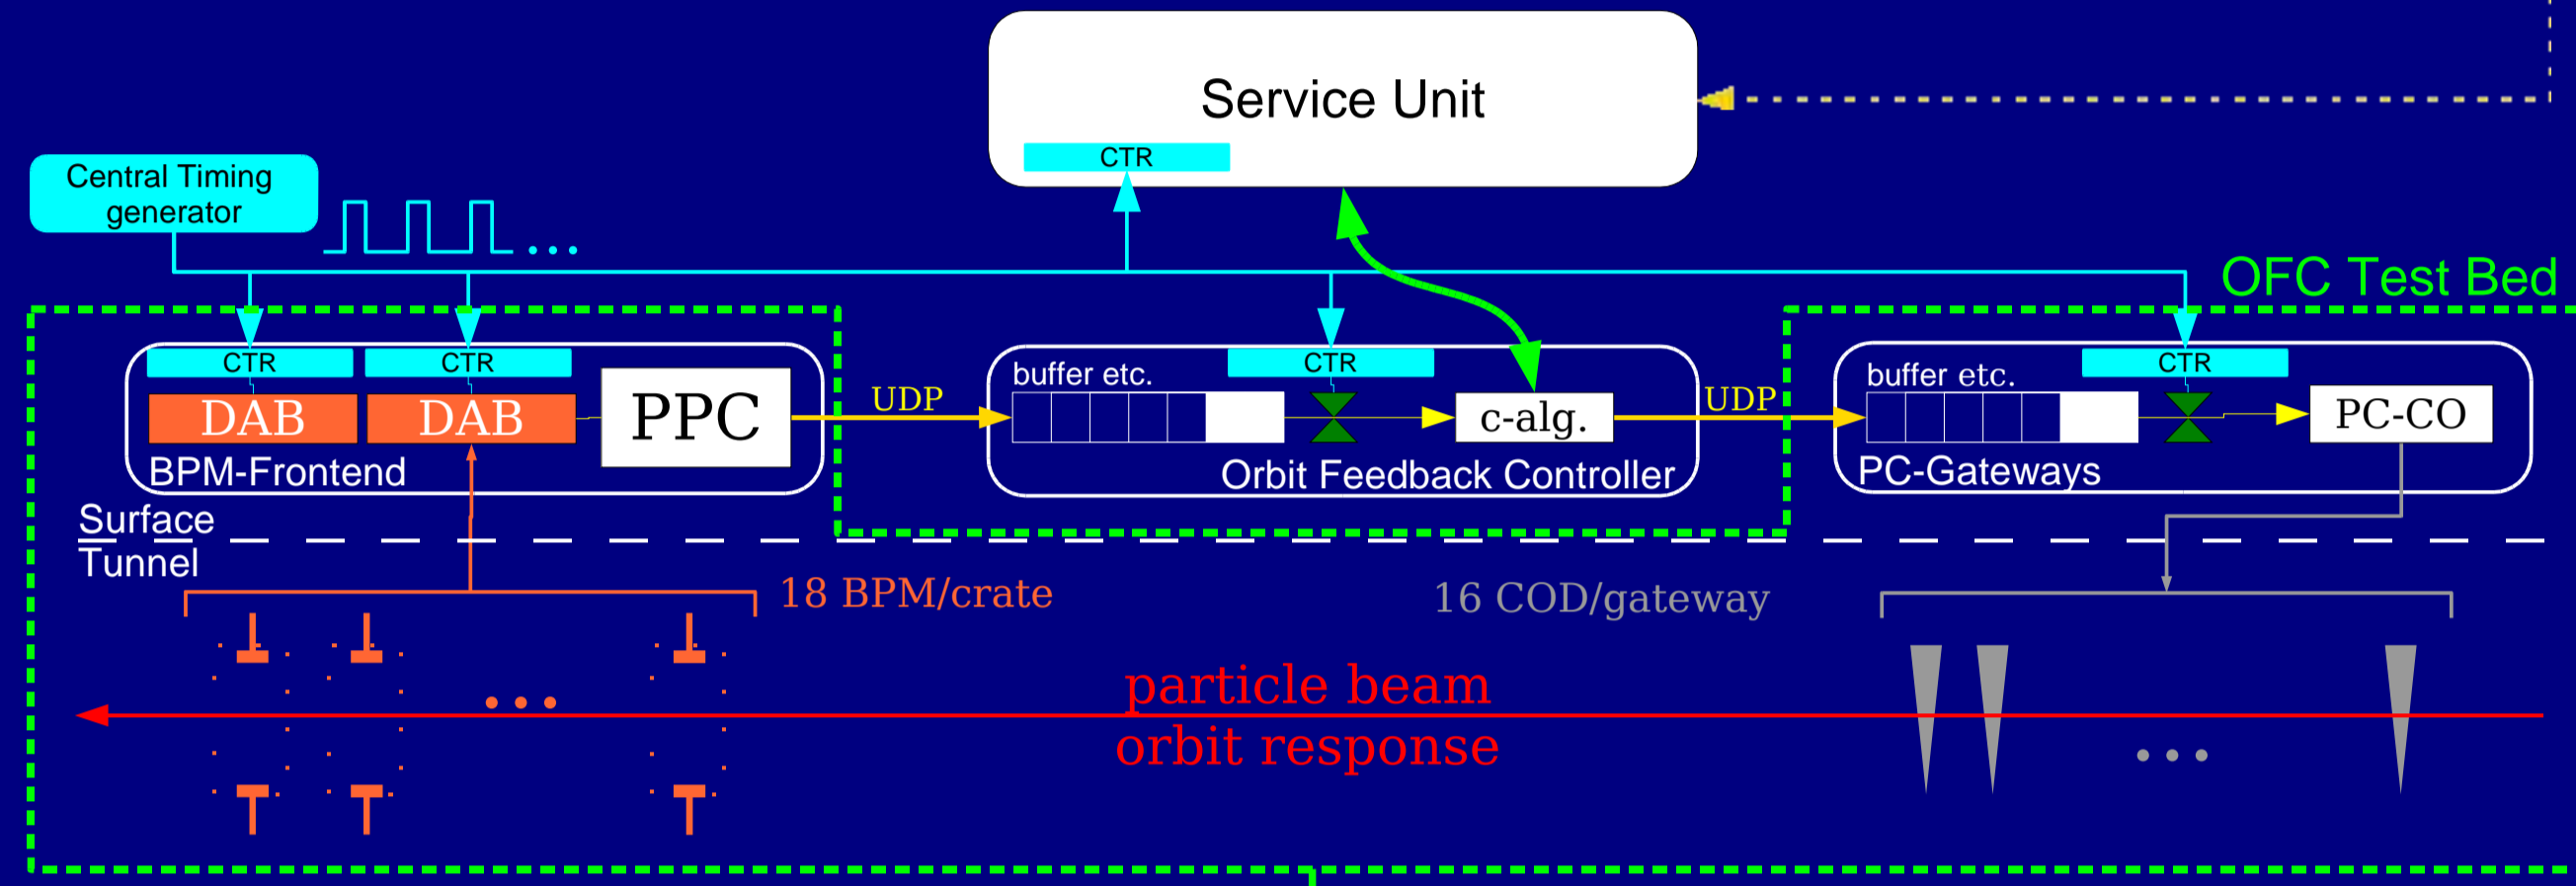 Service Unit
CTR
Central Timing
generator
OFC Test Bed
CTR
CTR
DAB
DAB
PPC
BPM-Frontend
UDP
buffer etc.
CTR
c-alg.
Orbit Feedback Controller
UDP
buffer etc.
CTR
PC-CO
PC-Gateways
Surface
Tunnel
18 BPM/crate
16 COD/gateway
particle beam
orbit response